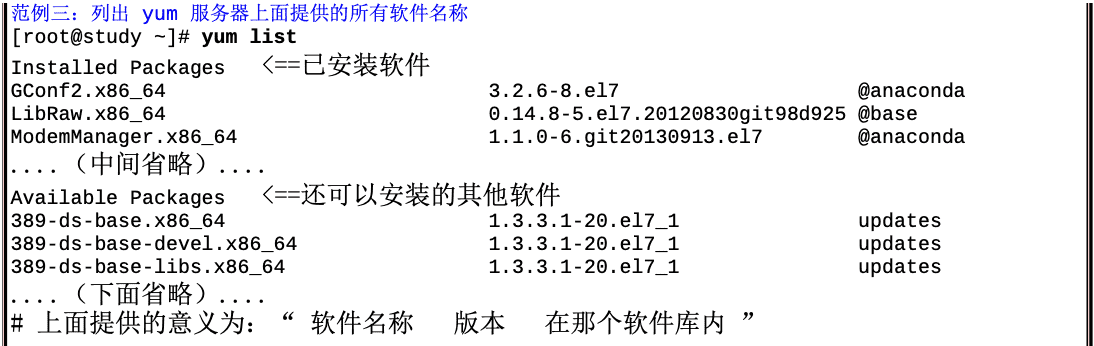 范例三：列出 yum 服务器上面提供的所有软件名称
[root@study ~]# yum list
Installed Packages <==已安装软件
GConf2.x86_64 3.2.6-8.el7 @anaconda
LibRaw.x86_64 0.14.8-5.el7.20120830git98d925 @base
ModemManager.x86_64 1.1.0-6.git20130913.el7 @anaconda
....（中间省略）....
Available Packages <==还可以安装的其他软件
389-ds-base.x86_64 1.3.3.1-20.el7_1 updates
389-ds-base-devel.x86_64 1.3.3.1-20.el7_1 updates
389-ds-base-libs.x86_64 1.3.3.1-20.el7_1 updates
....（下面省略）....
# 上面提供的意义为：“ 软件名称 版本 在那个软件库内 ”